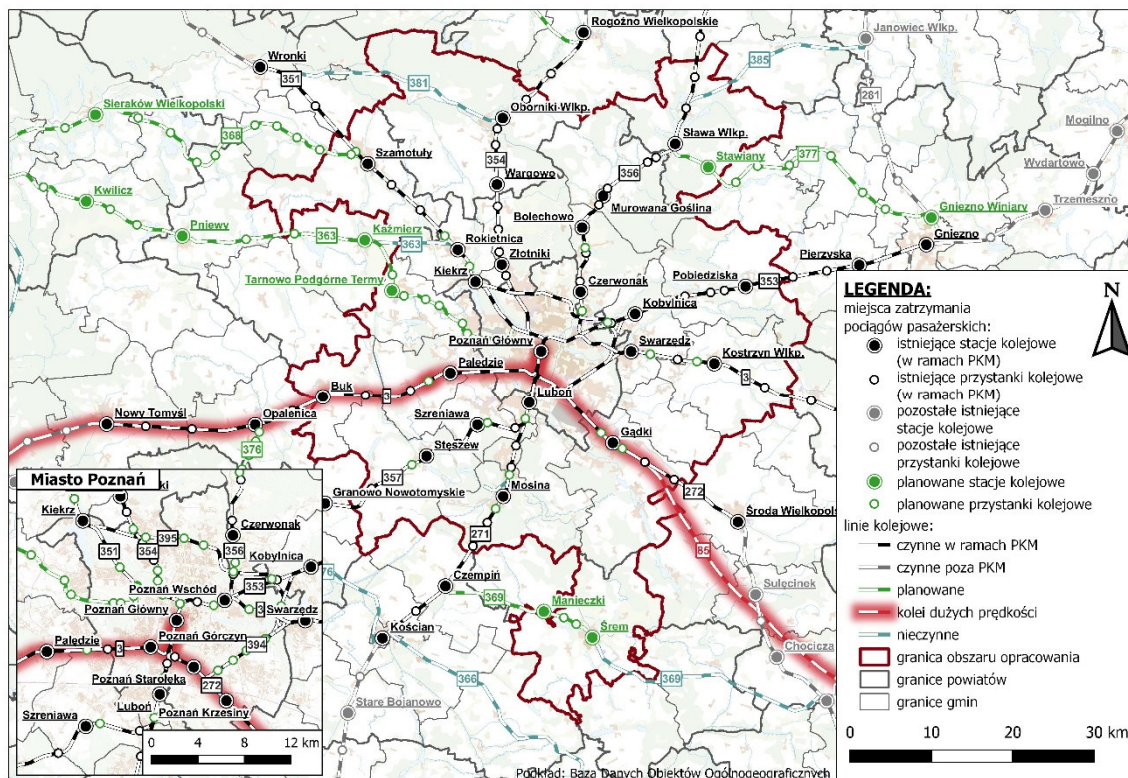 Rogoźno Wielkopolskie
Janowiec Wlkp.
Wronki
351
381
385
281
Sieraków Wielkopolski
Oborniki Wlkp.
Mogilno
368
Sława Wlkp.
Szamotuły
354
356
Stawiany
377
Wydartowo
Kwilicz
Wargowo
Murowana Goślina
Gniezno Winiary
Trzemeszno
Bolechowo
Pniewy
363
Kaźmierz
363
Rokietnica
Gniezno
Złotniki
Pierzyska
Tarnowo Podgórne Termy
Kiekrz
Czerwonak
Pobiedziska
353
Kobylnica
Poznań Główny
Swarzędz
Kostrzyn Wlkp.
Palędzie
3
Buk
3
Luboń
Nowy Tomyśl
Opalenica
Szreniawa
Gądki
376
Stęszew
357
Mosina
272
Granowo Nowotomyskie
Środa Wielkopols
271
85
Czempiń
369
Manieczki
Sulęcinek
Śrem
Kościan
366
369
Chocicza
Stare Bojanowo
76
Miasto Poznań
ki
Kiekrz
Czerwonak
395
351
354
356
Kobylnica
Poznań Wschód
353
Poznań Główny
3
Swarzędz
Palędzie
Poznań Górczyn
3
394
Poznań Starołęka
272
Luboń
Poznań Krzesiny
Szreniawa
0 4 8 12 km
LEGENDA:
N
miejsca zatrzymania
pociągów pasażerskich:
istniejące stacje kolejowe
(w ramach PKM)
istniejące przystanki kolejowe
(w ramach PKM)
pozostałe istniejące
stacje kolejowe
pozostałe istniejące
przystanki kolejowe
planowane stacje kolejowe
planowane przystanki kolejowe
linie kolejowe:
czynne w ramach PKM
czynne poza PKM
planowane
kolei dużych prędkości
nieczynne
granica obszaru opracowania
granice powiatów
granice gmin
0 10 20 30 km
Podkład: Baza Danych Obiektów Ogólnogeograficznych